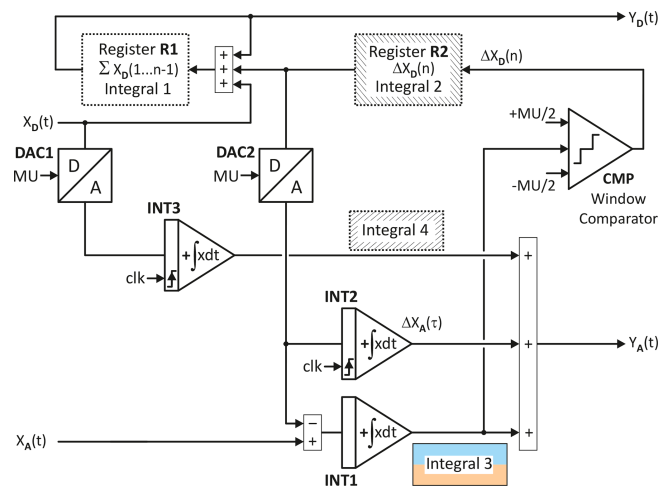 Y_D(t)
Register R1
∑ X_D(1...n-1)
Integral 1
+
+
+
Register R2
ΔX_D(n)
Integral 2
ΔX_D(n)
X_D(t)
+MU/2
-MU/2
CMP
Window
Comparator
DAC1
MU
D
A
DAC2
MU
D
A
INT3
+∫xdt
clk
Integral 4
+
INT2
+∫xdt
clk
ΔX_A(τ)
+
Y_A(t)
X_A(t)
−
+
+∫xdt
INT1
+
Integral 3